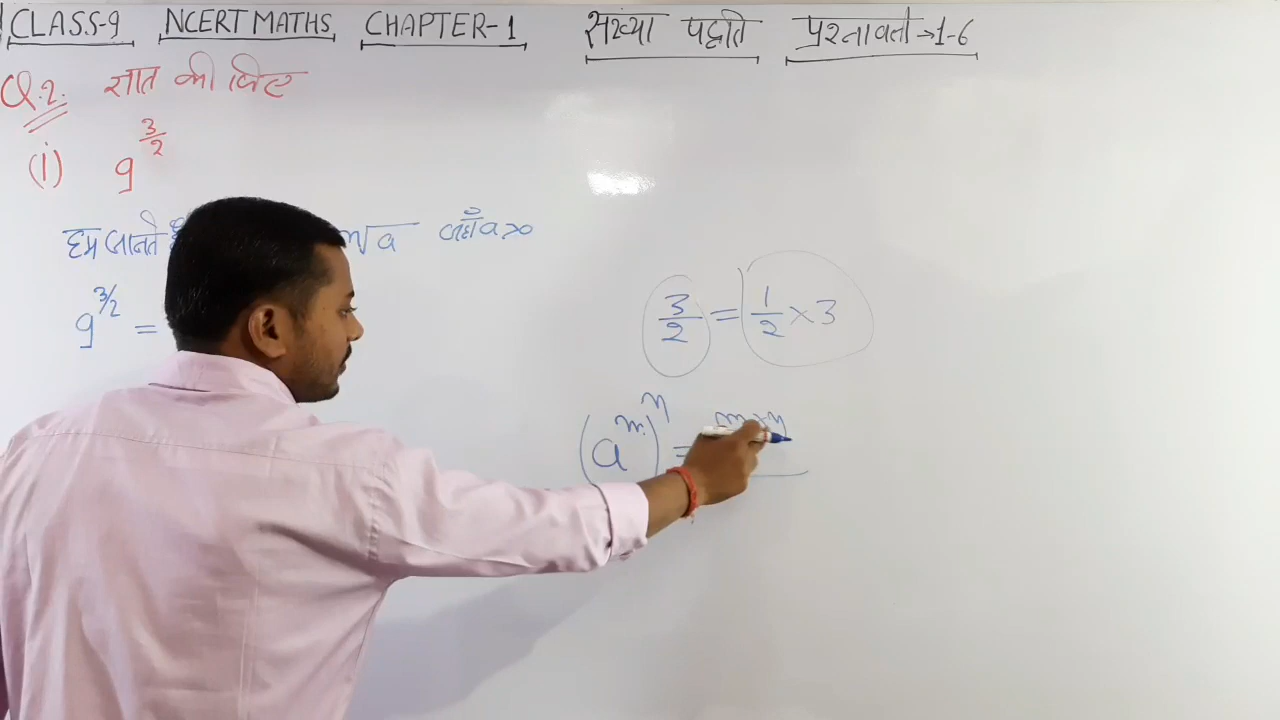 CLASS-9 NCERT MATHS CHAPTER-1 संख्या पद्धति प्रश्नावली→1-6
Q.2. ज्ञात कीजिए
(i) 9^{3/2}
हम जानते √a जहाँ a>0
9^{3/2} =
3/2 = 1/2 × 3
(a^m)^n = m×n